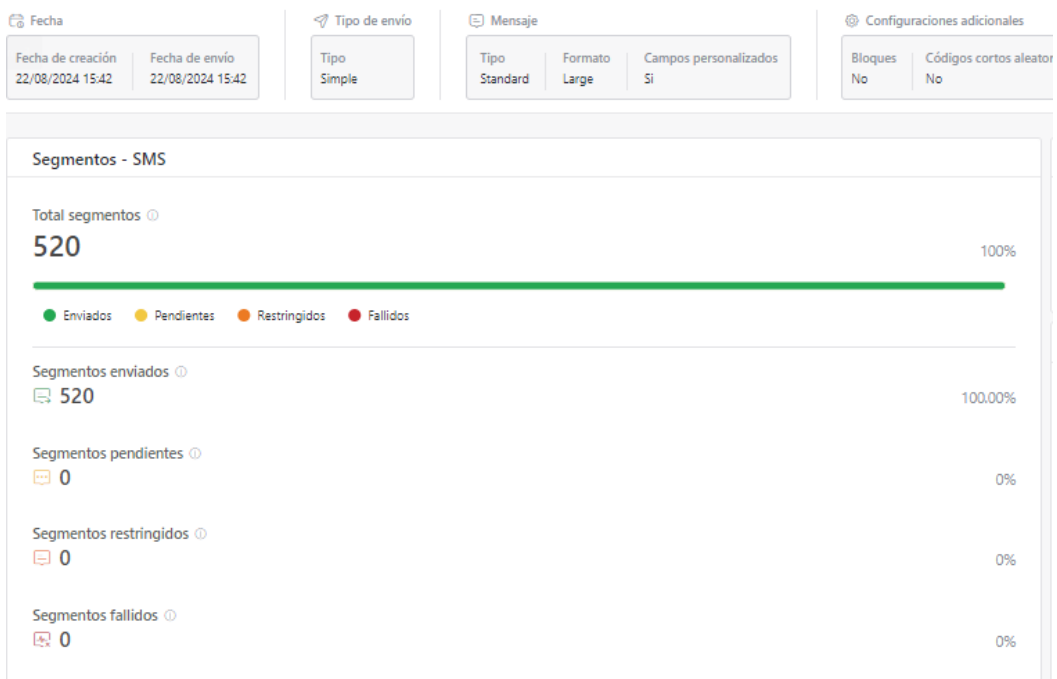 Fecha
Fecha de creación Fecha de envío
22/08/2024 15:42 22/08/2024 15:42
Tipo de envío
Tipo
Simple
Mensaje
Tipo Formato Campos personalizados
Standard Large Si
Configuraciones adicionales
Bloques Códigos cortos aleator
No No
Segmentos - SMS
Total segmentos
520 100%
Enviados Pendientes Restringidos Fallidos
Segmentos enviados
520 100.00%
Segmentos pendientes
0 0%
Segmentos restringidos
0 0%
Segmentos fallidos
0 0%